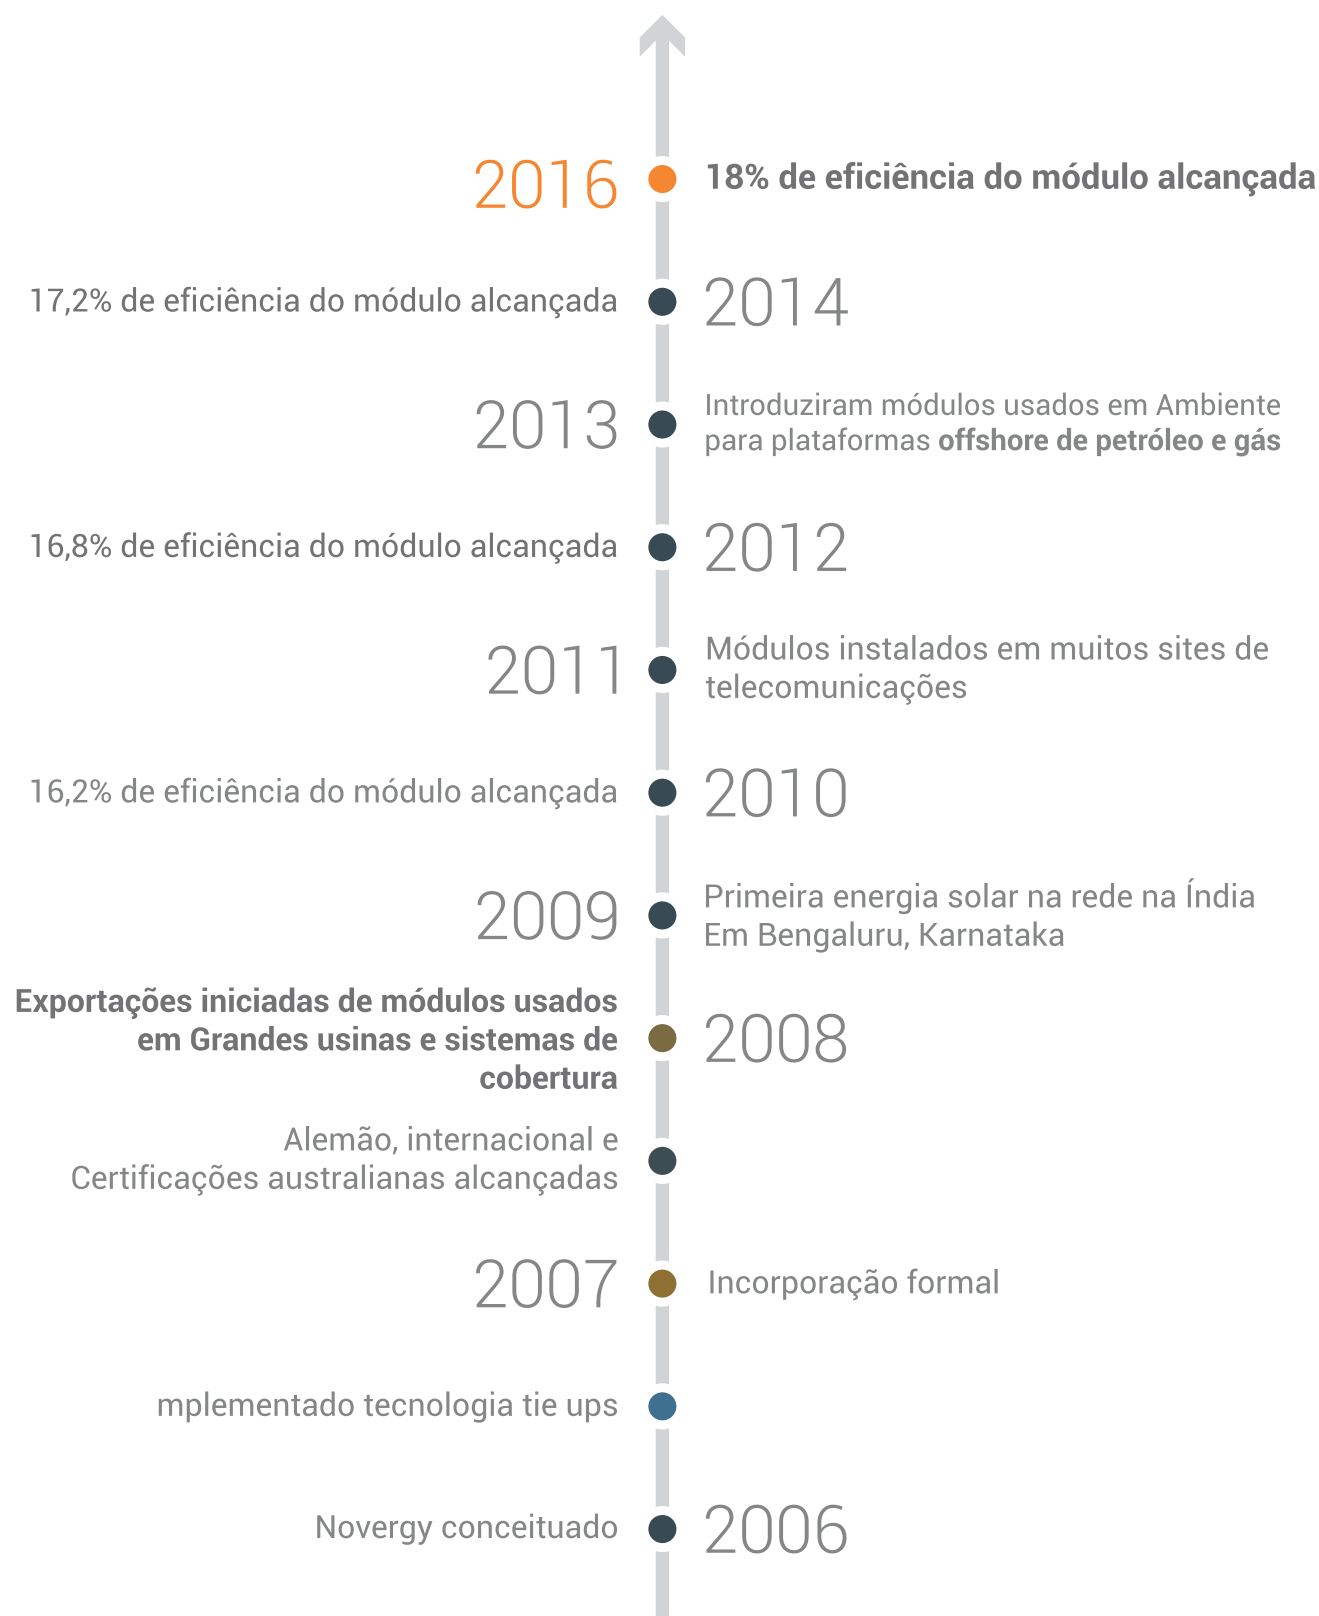 2016
18% de eficiência do módulo alcançada
17,2% de eficiência do módulo alcançada
2014
2013
Introduziram módulos usados em Ambiente
para plataformas offshore de petróleo e gás
16,8% de eficiência do módulo alcançada
2012
2011
Módulos instalados em muitos sites de
telecomunicações
16,2% de eficiência do módulo alcançada
2010
2009
Primeira energia solar na rede na Índia
Em Bengaluru, Karnataka
Exportações iniciadas de módulos usados
em Grandes usinas e sistemas de
cobertura
2008
Alemão, internacional e
Certificações australianas alcançadas
2007
Incorporação formal
mplementado tecnologia tie ups
Novergy conceituado
2006